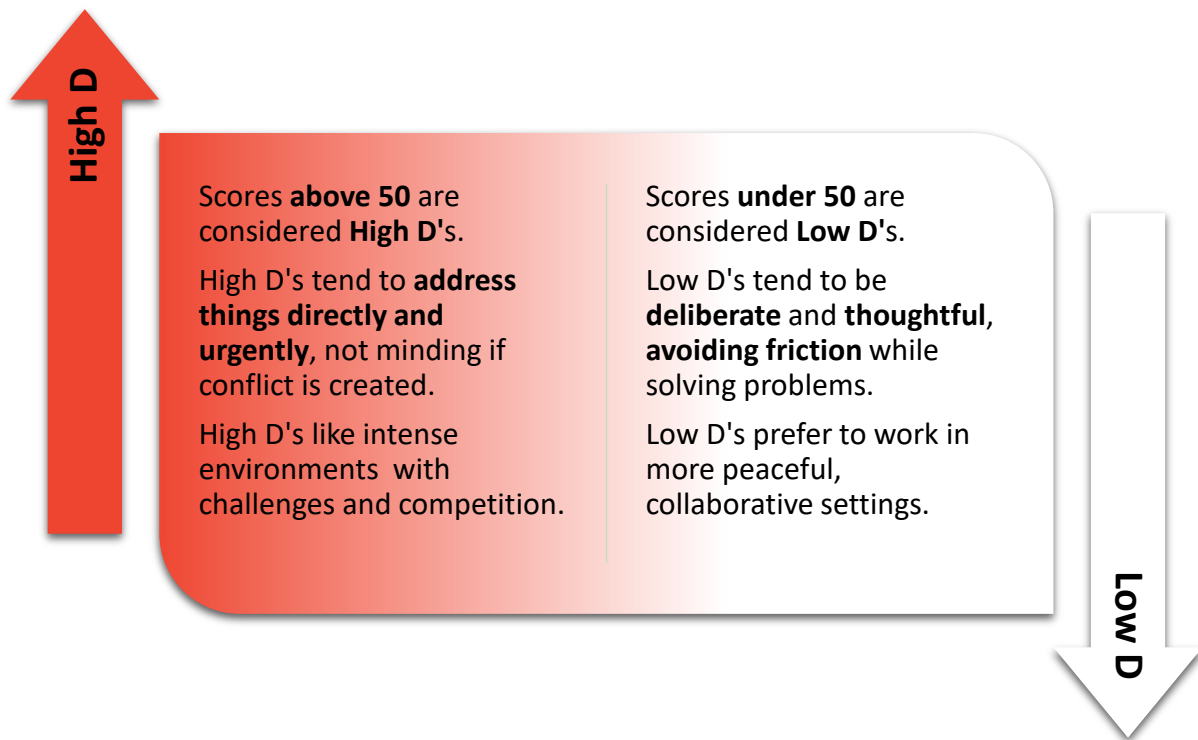 High D
Scores above 50 are
considered High D's.
High D's tend to address
things directly and
urgently, not minding if
conflict is created.
High D's like intense
environments  with
challenges and competition.
Scores under 50 are
considered Low D's.
Low D's tend to be
deliberate and thoughtful,
avoiding friction while
solving problems.
Low D's prefer to work in
more peaceful,
collaborative settings.
Low D